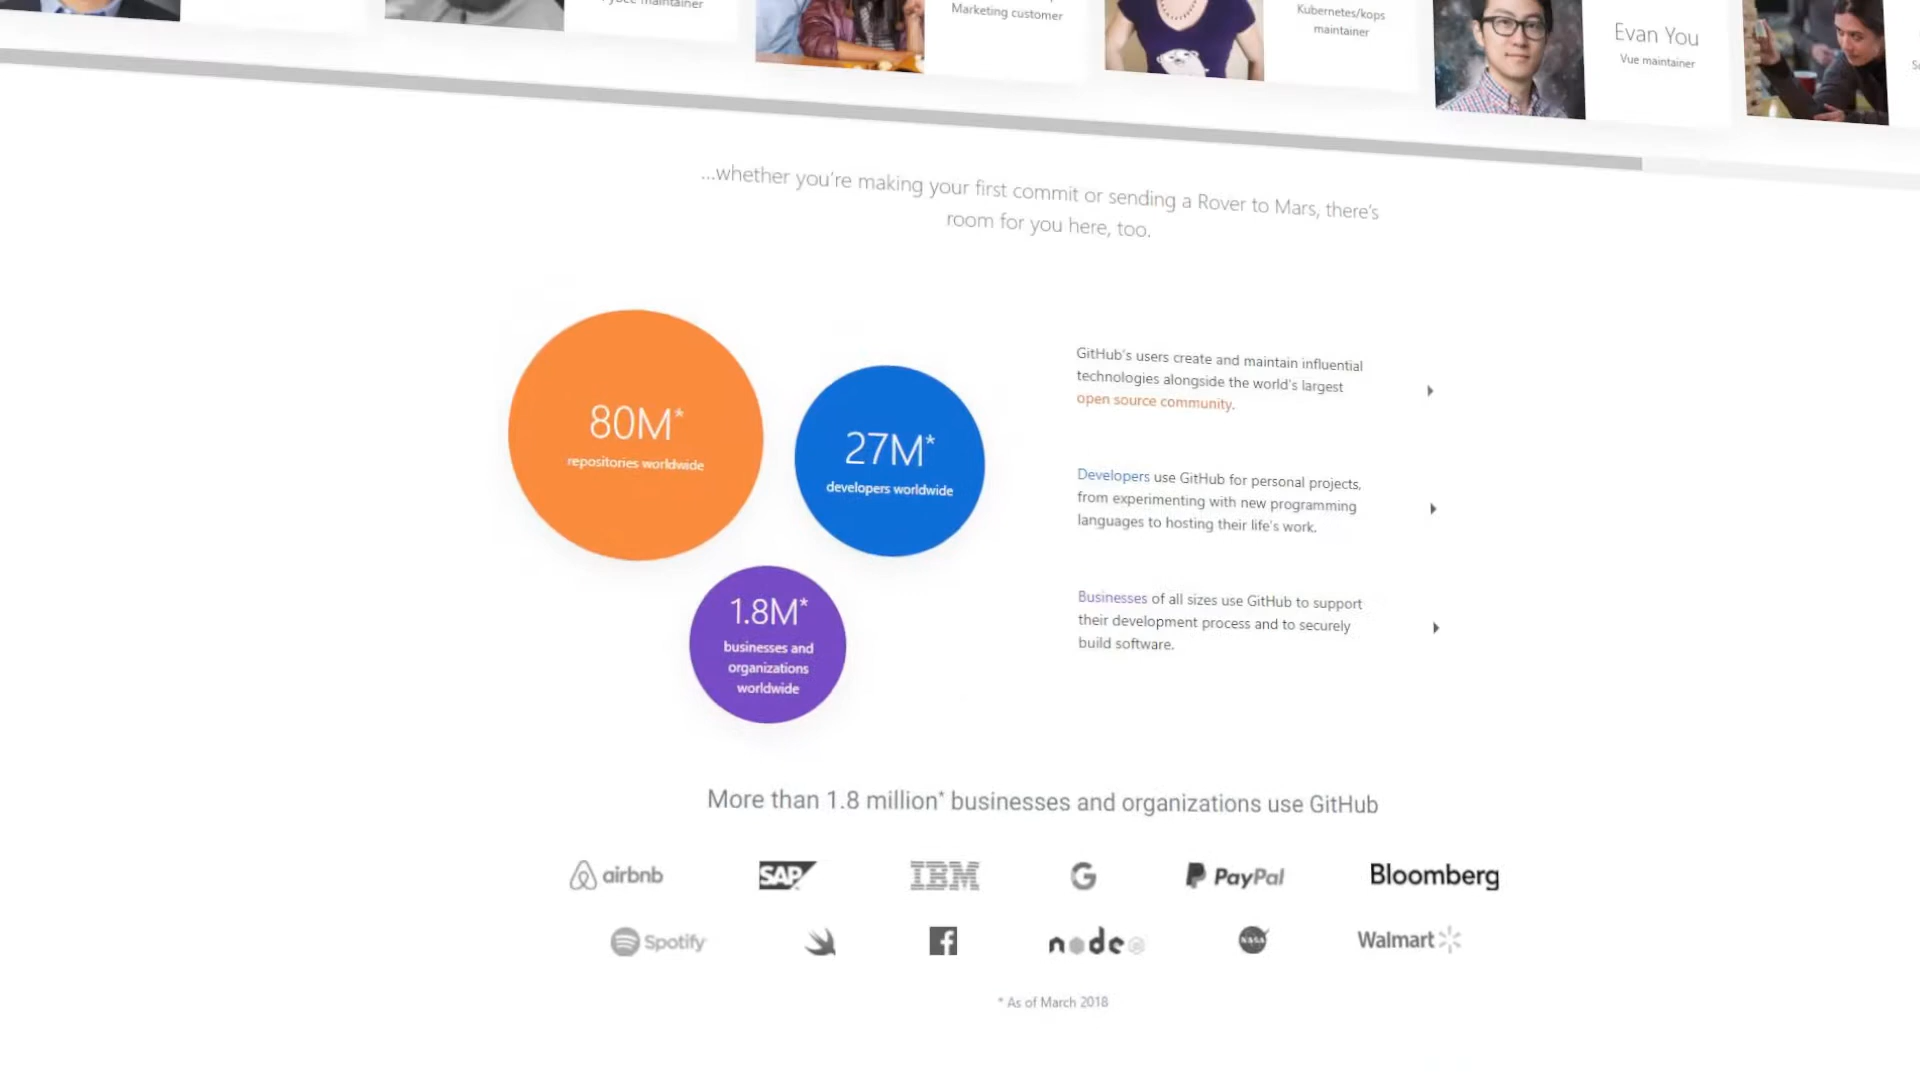 maintainer
Marketing customer
Kubernetes/kops
maintainer
Evan You
Vue maintainer
...whether you're making your first commit or sending a Rover to Mars, there's
room for you here, too.
80M*
repositories worldwide
27M*
developers worldwide
1.8M*
businesses and
organizations
worldwide
GitHub's users create and maintain influential
technologies alongside the world's largest
open source community.
Developers use GitHub for personal projects,
from experimenting with new programming
languages to hosting their life's work.
Businesses of all sizes use GitHub to support
their development process and to securely
build software.
More than 1.8 million* businesses and organizations use GitHub
airbnb SAP IBM G PayPal Bloomberg
Spotify f node NASA Walmart
* As of March 2018